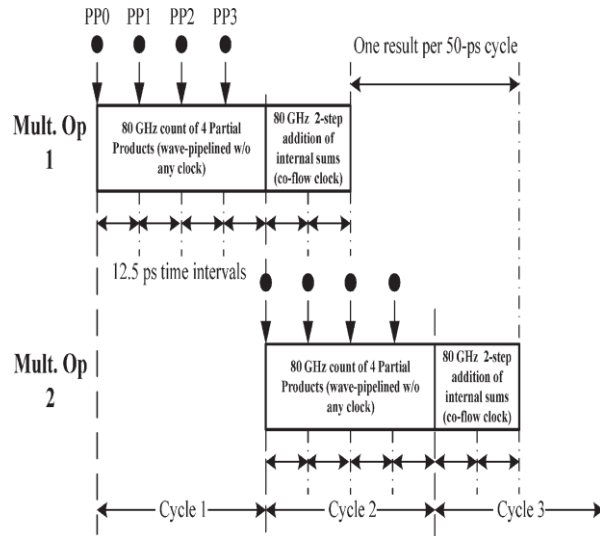 PP0 PP1 PP2 PP3
One result per 50-ps cycle
Mult. Op
1
80 GHz count of 4 Partial
Products (wave-pipelined w/o
any clock)
80 GHz 2-step
addition of
internal sums
(co-flow clock)
12.5 ps time intervals
Mult. Op
2
80 GHz count of 4 Partial
Products (wave-pipelined w/o
any clock)
80 GHz 2-step
addition of
internal sums
(co-flow clock)
Cycle 1 Cycle 2 Cycle 3